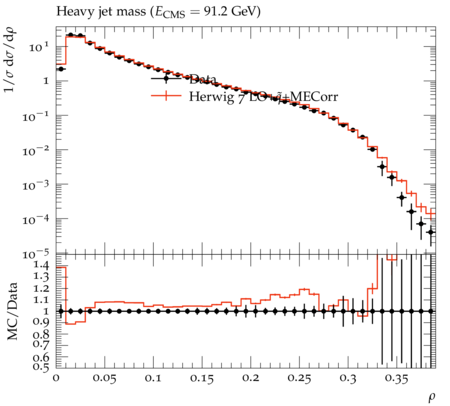 Heavy jet mass (E_CMS = 91.2 GeV)
1/σ dσ/dρ
10^1
1
10^−1
10^−2
10^−3
10^−4
10^−5
Data
Herwig 7 LO q̃+MECorr
MC/Data
1.4
1.3
1.2
1.1
1
0.9
0.8
0.7
0.6
0.5
0 0.05 0.1 0.15 0.2 0.25 0.3 0.35
ρ